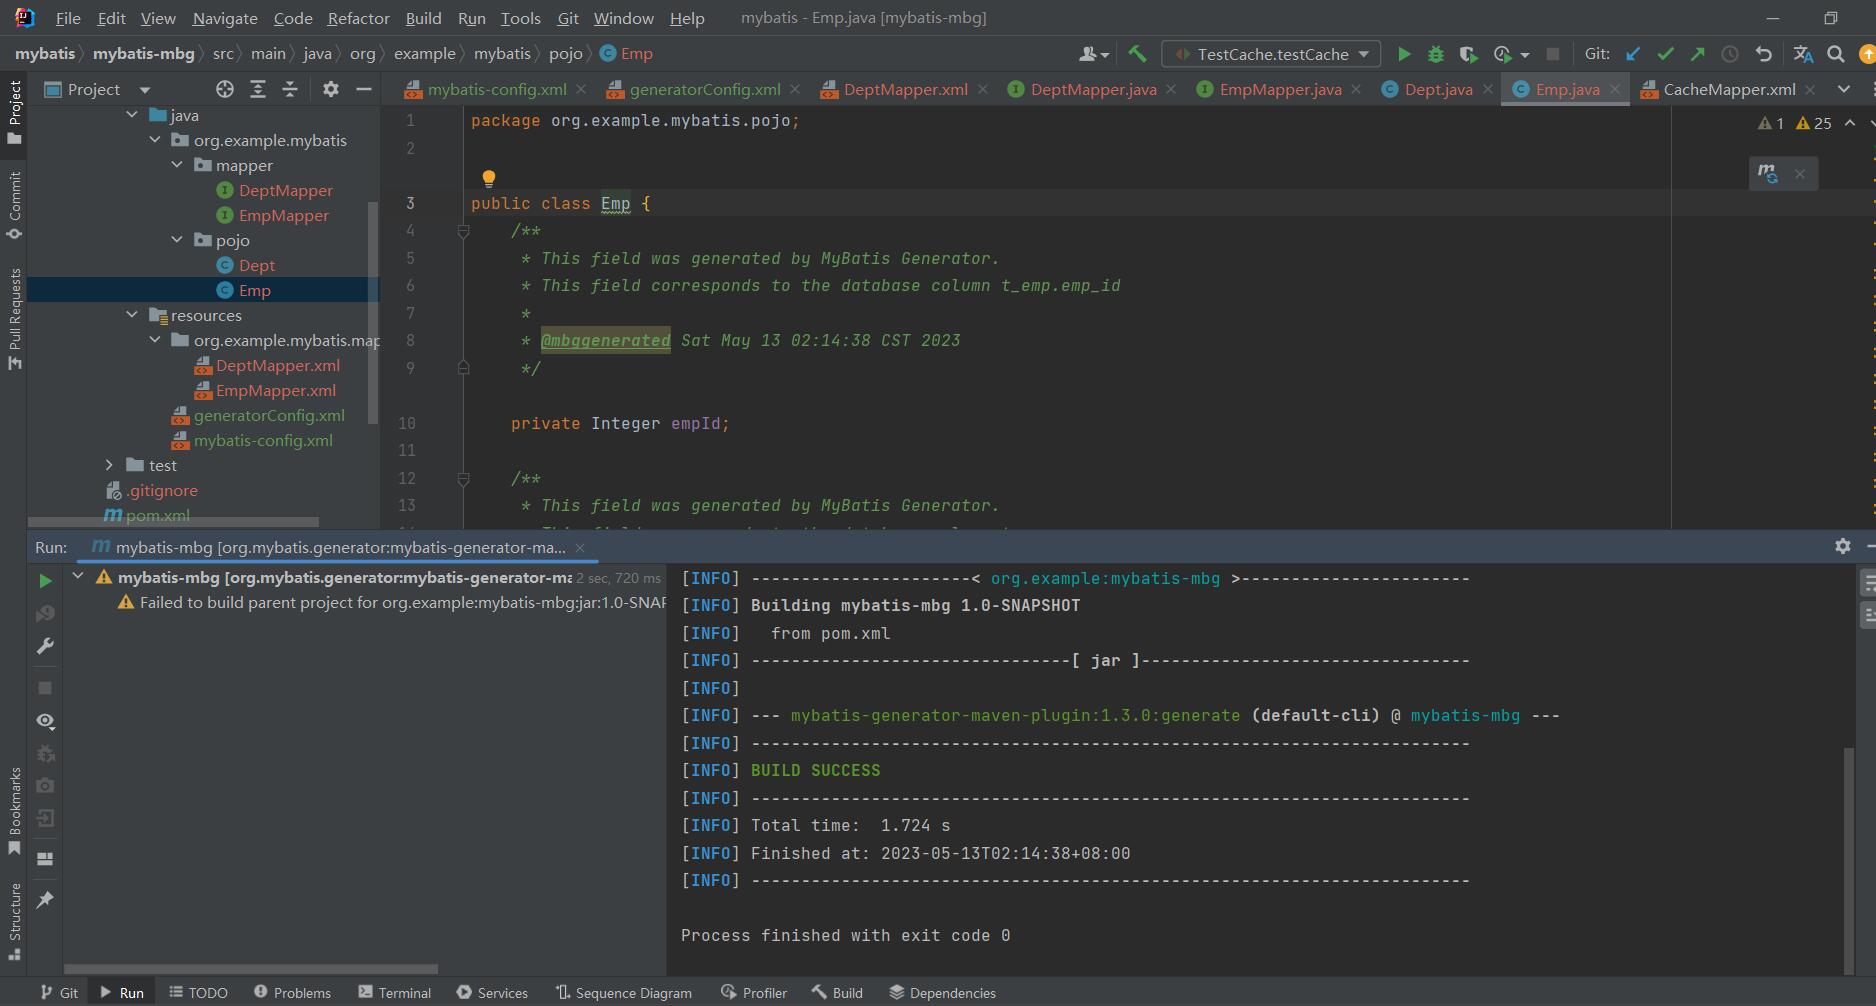 File Edit View Navigate Code Refactor Build Run Tools Git Window Help mybatis - Emp.java [mybatis-mbg]
mybatis mybatis-mbg src main java org example mybatis pojo Emp TestCache.testCache Git:
Project
mybatis-config.xml generatorConfig.xml DeptMapper.xml DeptMapper.java EmpMapper.java Dept.java Emp.java CacheMapper.xml
Project
Commit
Pull Requests
Bookmarks
Structure
java
org.example.mybatis
mapper
DeptMapper
EmpMapper
pojo
Dept
Emp
resources
org.example.mybatis.map
DeptMapper.xml
EmpMapper.xml
generatorConfig.xml
mybatis-config.xml
test
.gitignore
pom.xml
1 25
1 package org.example.mybatis.pojo;
2
3 public class Emp {
4 /**
5 * This field was generated by MyBatis Generator.
6 * This field corresponds to the database column t_emp.emp_id
7 *
8 * @mbggenerated Sat May 13 02:14:38 CST 2023
9 */
10 private Integer empId;
11
12 /**
13 * This field was generated by MyBatis Generator.
Run: mybatis-mbg [org.mybatis.generator:mybatis-generator-ma...
mybatis-mbg [org.mybatis.generator:mybatis-generator-ma 2 sec, 720 ms
Failed to build parent project for org.example:mybatis-mbg:jar:1.0-SNAP
[INFO] ----------------------< org.example:mybatis-mbg >-----------------------
[INFO] Building mybatis-mbg 1.0-SNAPSHOT
[INFO]   from pom.xml
[INFO] --------------------------------[ jar ]---------------------------------
[INFO]
[INFO] --- mybatis-generator-maven-plugin:1.3.0:generate (default-cli) @ mybatis-mbg ---
[INFO] ------------------------------------------------------------------------
[INFO] BUILD SUCCESS
[INFO] ------------------------------------------------------------------------
[INFO] Total time:  1.724 s
[INFO] Finished at: 2023-05-13T02:14:38+08:00
[INFO] ------------------------------------------------------------------------
Process finished with exit code 0
Git Run TODO Problems Terminal Services Sequence Diagram Profiler Build Dependencies